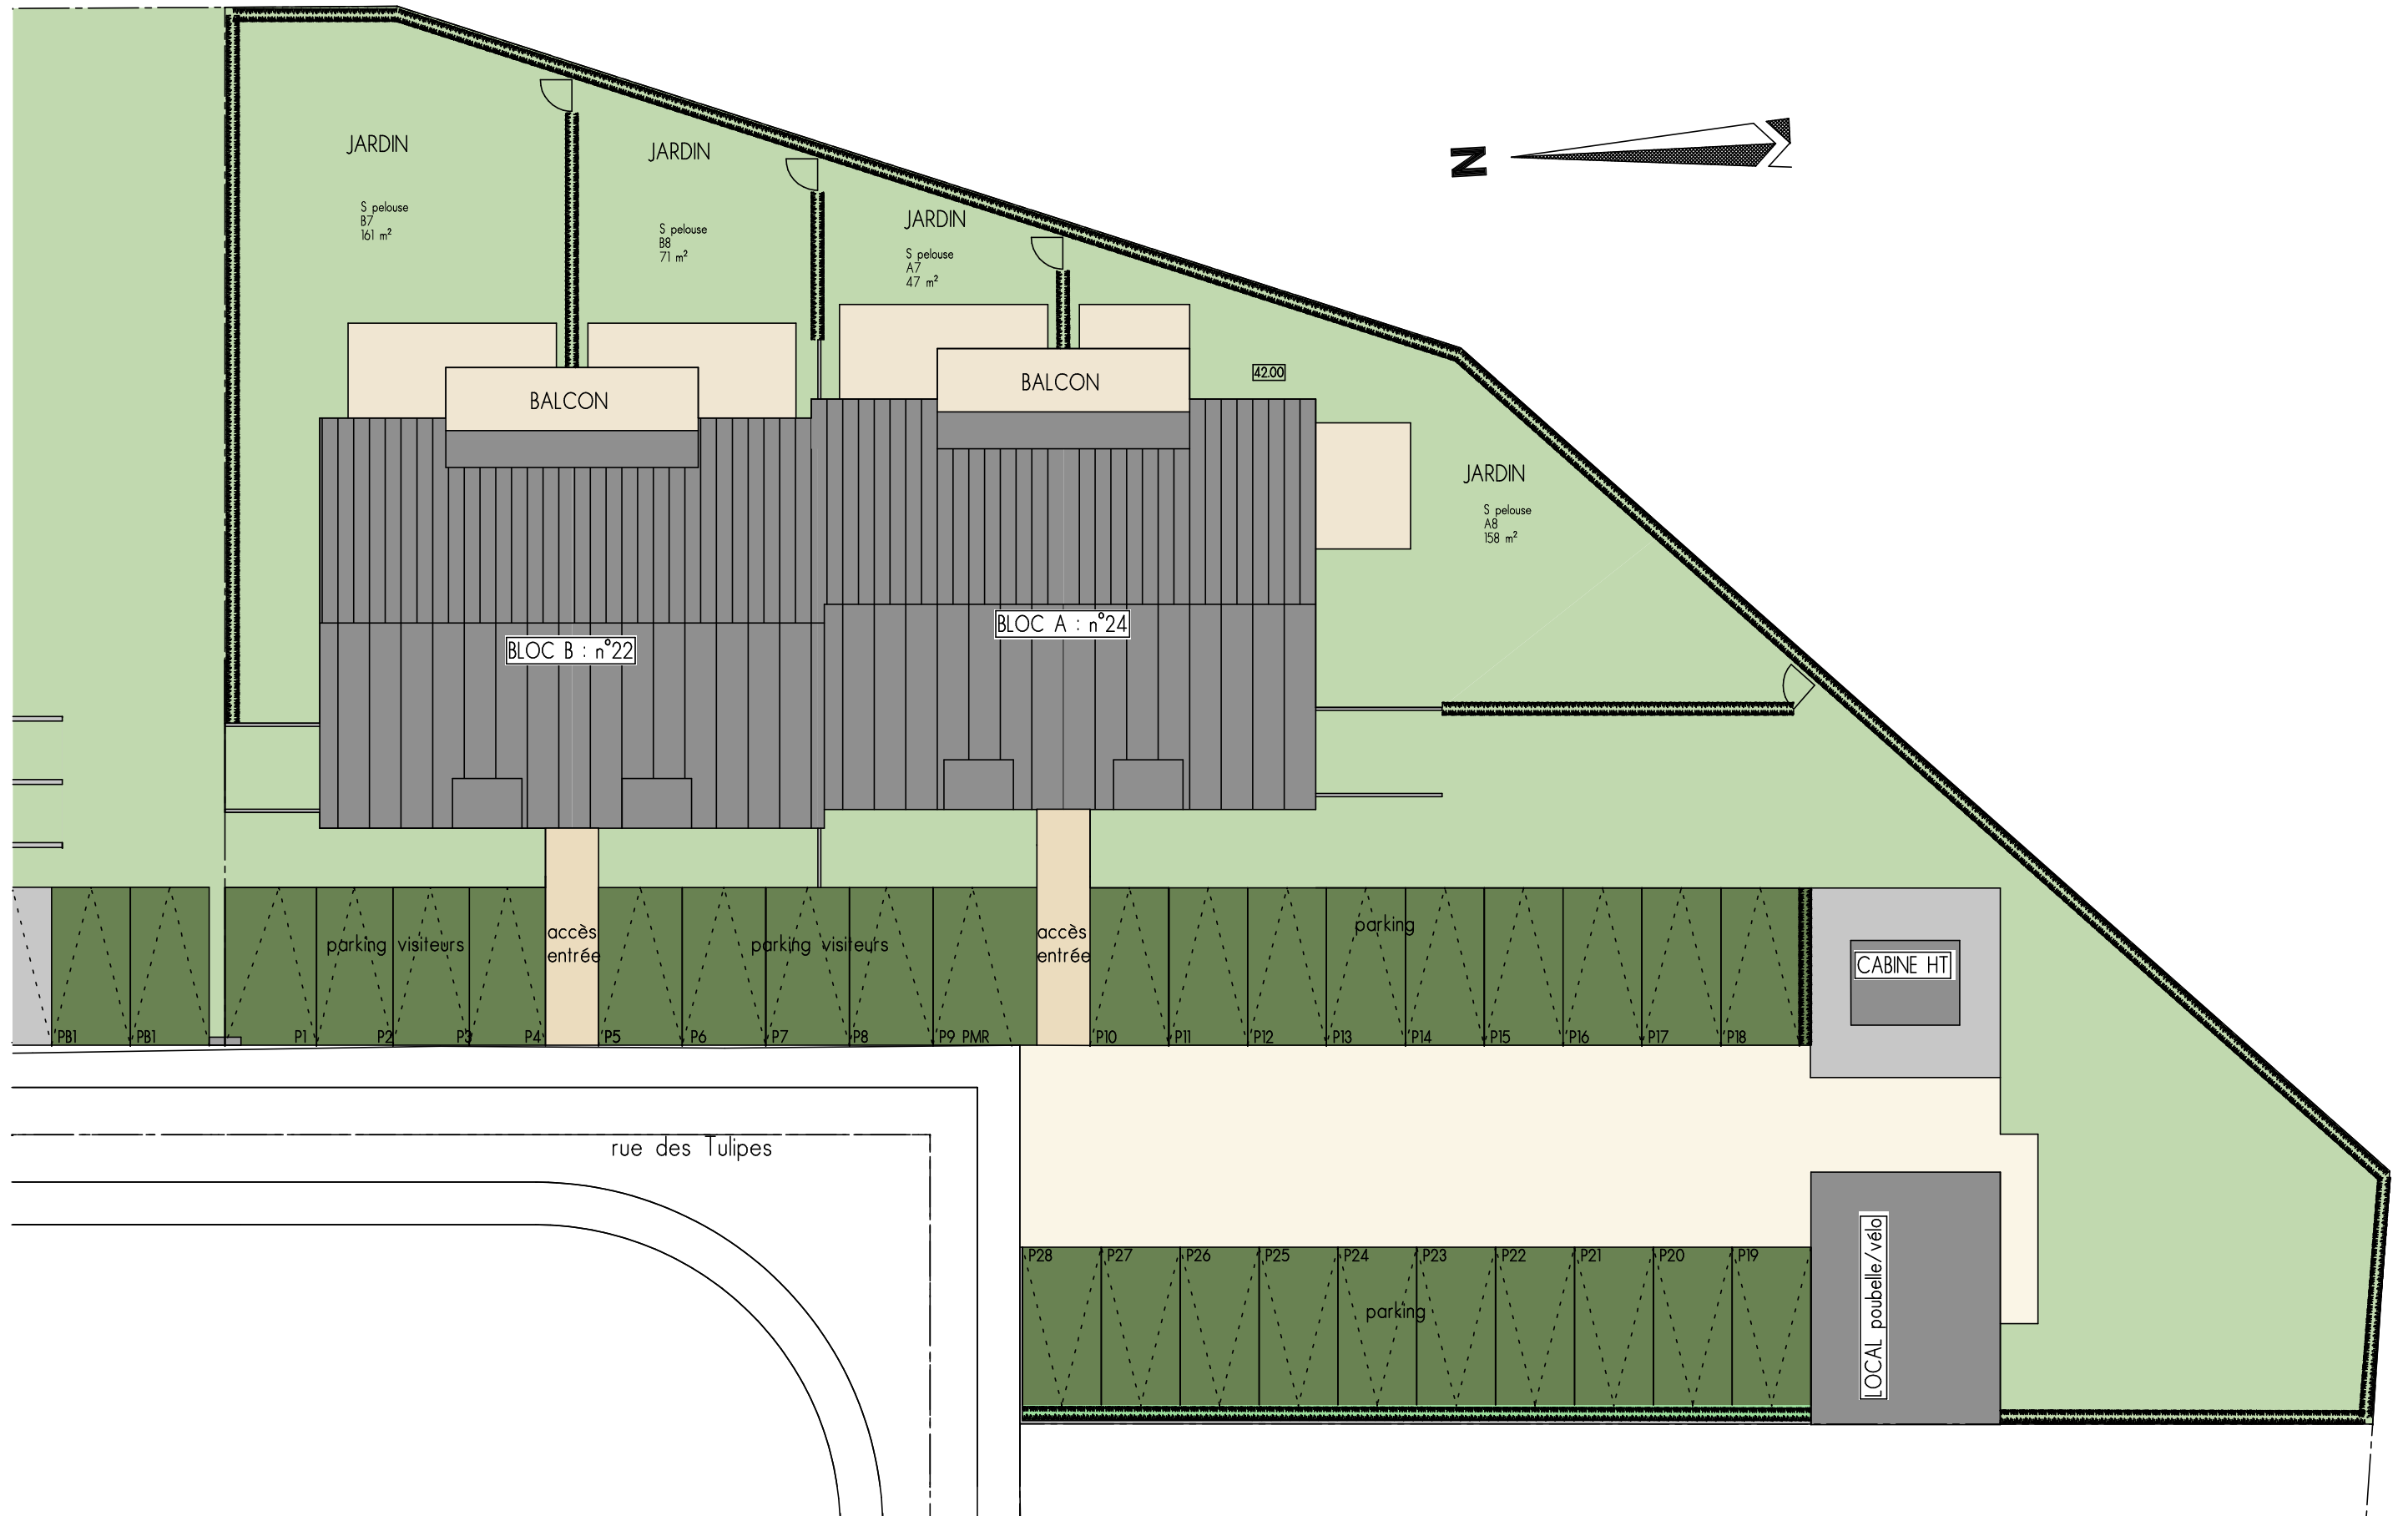 JARDIN
S pelouse
B7
161 m²
JARDIN
S pelouse
B8
71 m²
JARDIN
S pelouse
A7
47 m²
N
BALCON
BALCON
42.00
JARDIN
S pelouse
A8
158 m²
BLOC B : n°22
BLOC A : n°24
parking visiteurs
accès
entrée
parking visiteurs
accès
entrée
parking
CABINE HT
PB1
PB1
P1
P2
P3
P4
P5
P6
P7
P8
P9 PMR
P10
P11
P12
P13
P14
P15
P16
P17
P18
rue des Tulipes
P28
P27
P26
P25
P24
P23
P22
P21
P20
P19
parking
LOCAL poubelle/vélo